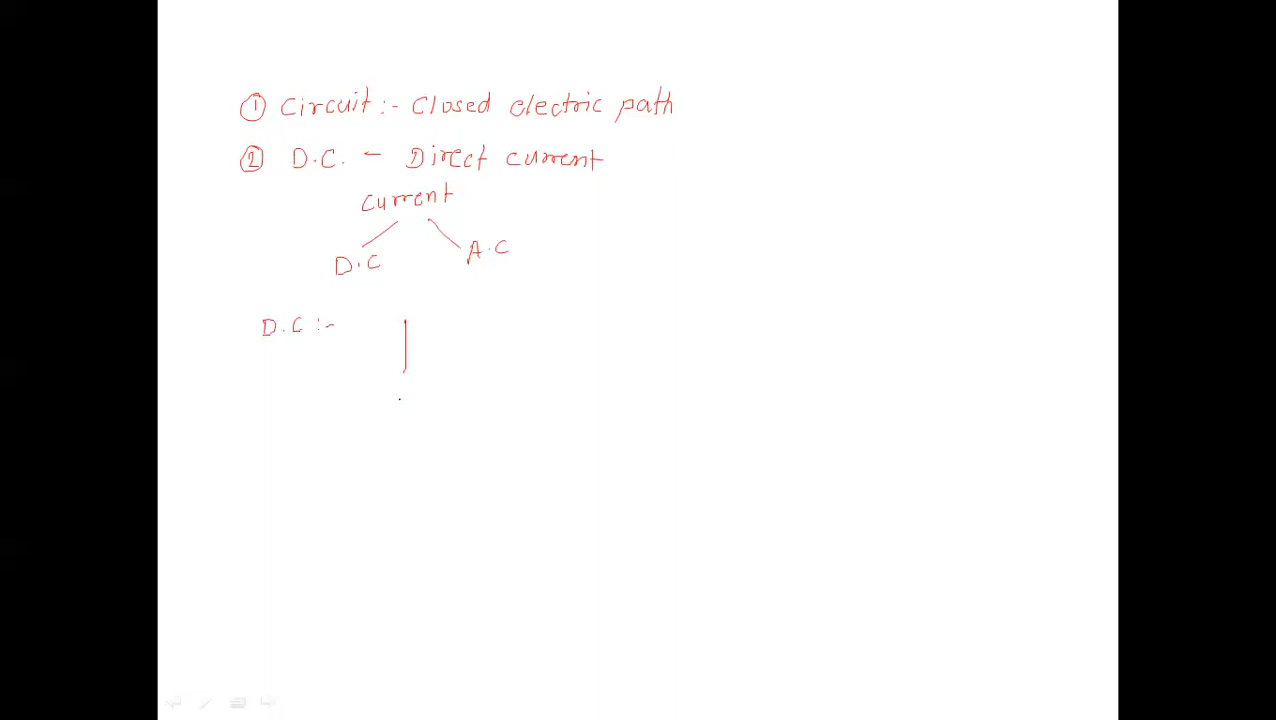 ① Circuit :- Closed electric path
② D.C. - Direct current
Current
D.C A.C
D.C :-